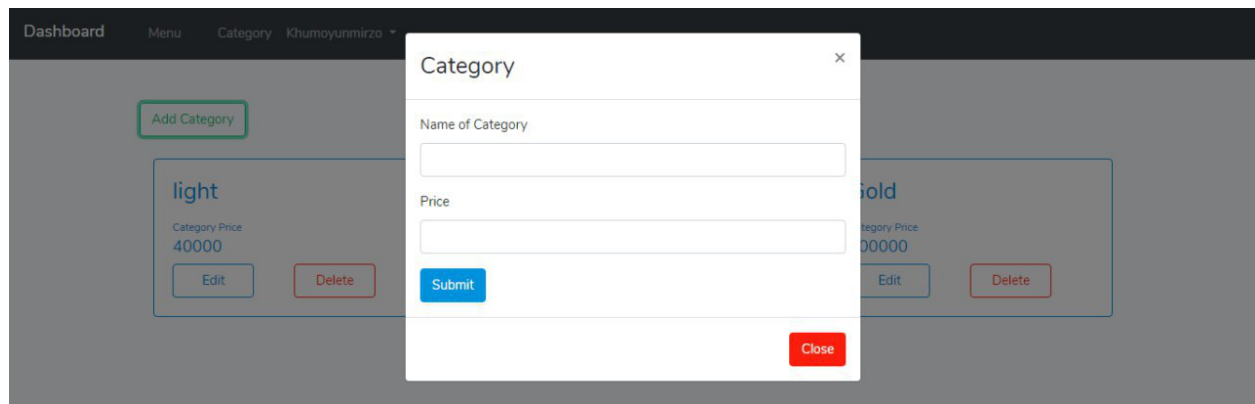 Dashboard Menu Category Khumoyunmirzo
Category ×
Add Category
Name of Category
light
Category Price
40000
Edit Delete
Price
Submit
Close
Edit Delete